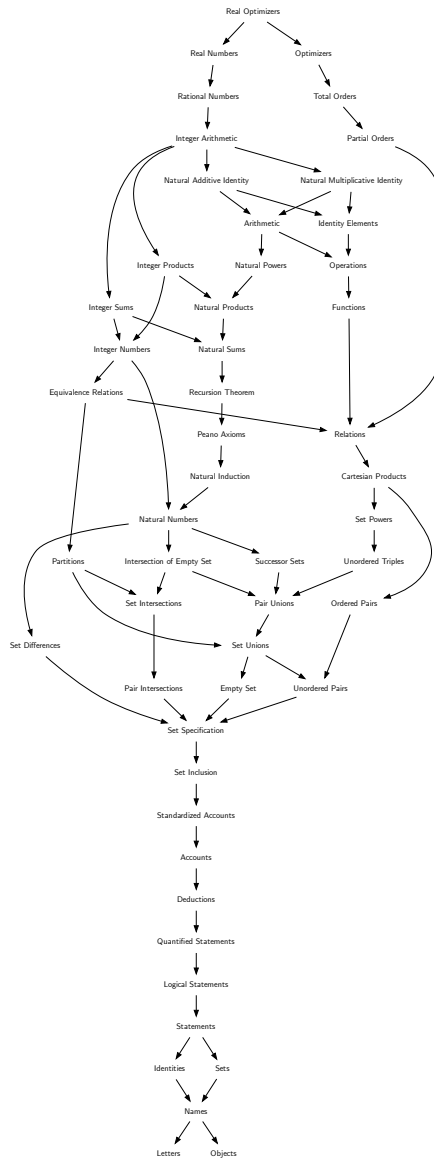 Real Optimizers
Real Numbers
Optimizers
Rational Numbers
Total Orders
Integer Arithmetic
Partial Orders
Natural Additive Identity
Natural Multiplicative Identity
Arithmetic
Identity Elements
Integer Products
Natural Powers
Operations
Integer Sums
Natural Products
Functions
Integer Numbers
Natural Sums
Equivalence Relations
Recursion Theorem
Peano Axioms
Relations
Natural Induction
Cartesian Products
Natural Numbers
Set Powers
Partitions
Intersection of Empty Set
Successor Sets
Unordered Triples
Set Intersections
Pair Unions
Ordered Pairs
Set Differences
Set Unions
Pair Intersections
Empty Set
Unordered Pairs
Set Specification
Set Inclusion
Standardized Accounts
Accounts
Deductions
Quantified Statements
Logical Statements
Statements
Identities
Sets
Names
Letters
Objects